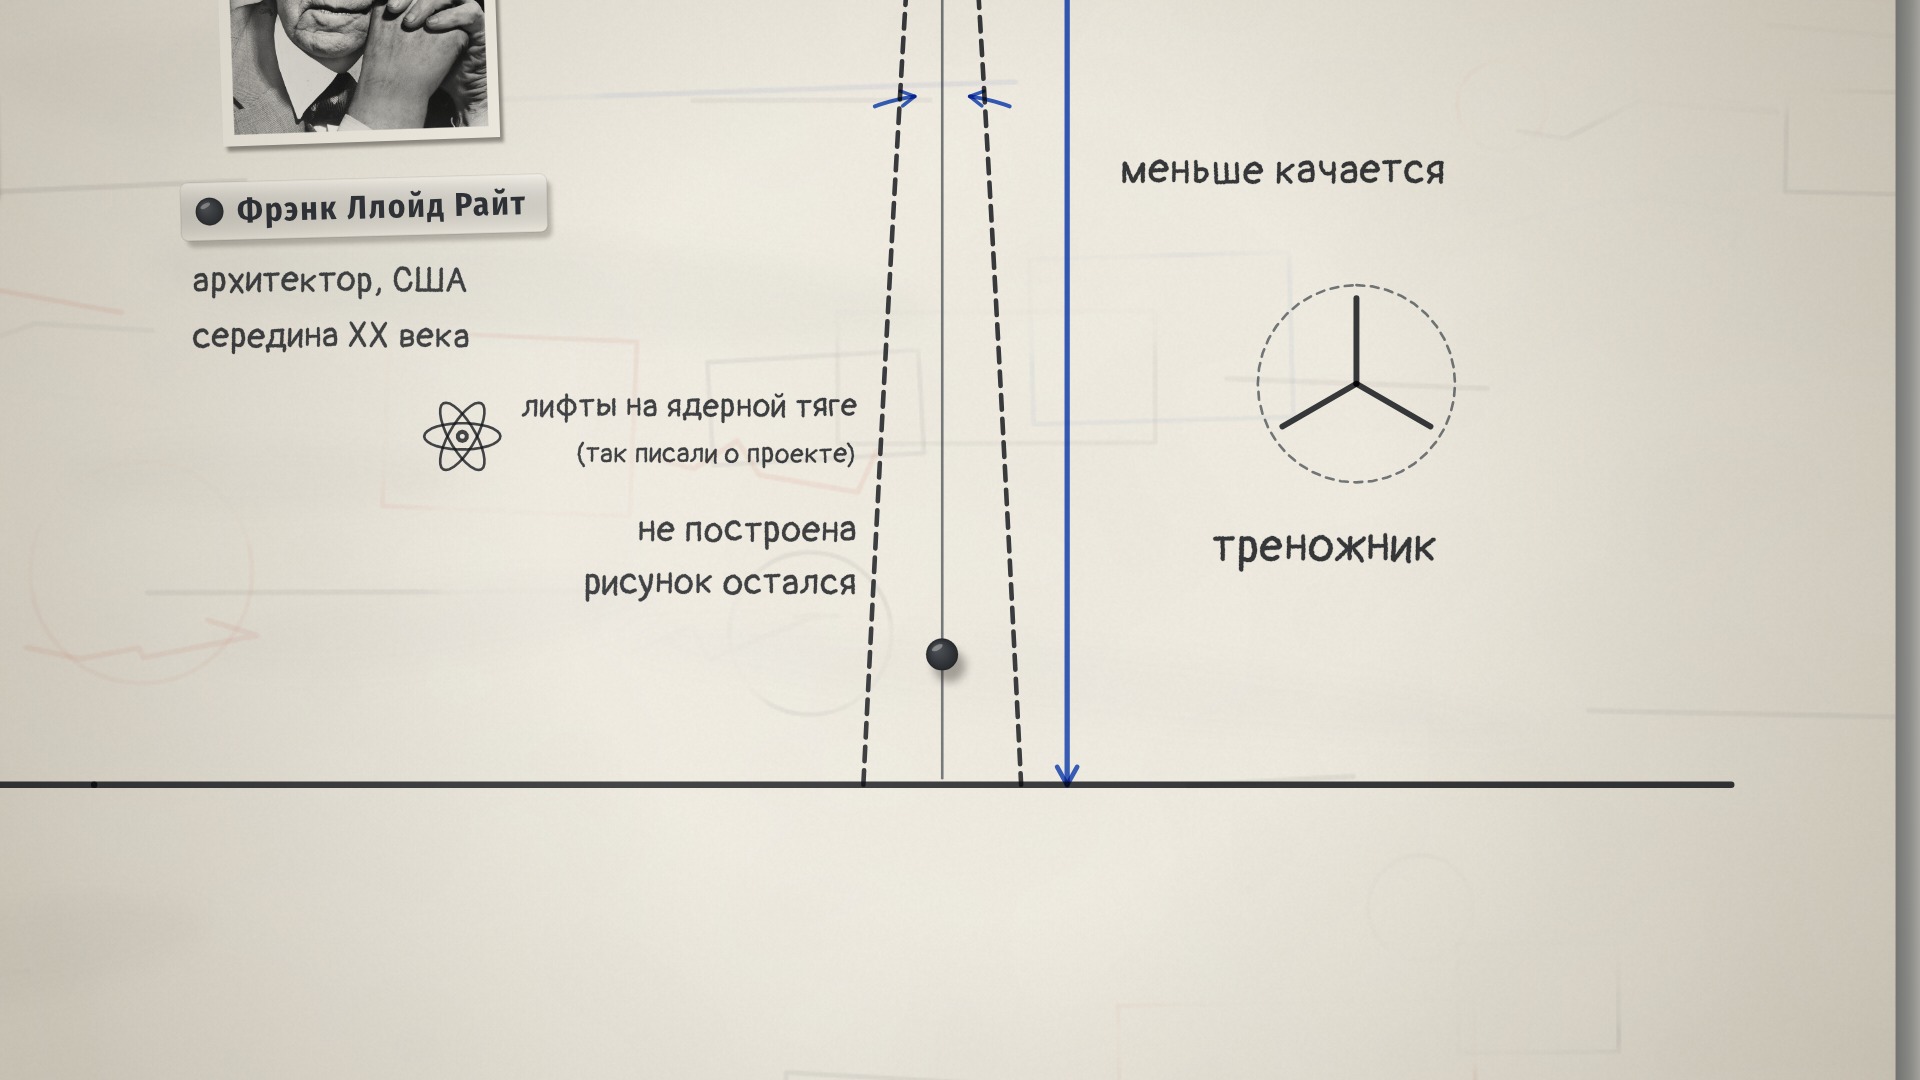 Фрэнк Ллойд Райт
архитектор, США
середина XX века
лифты на ядерной тяге
(так писали о проекте)
не построена
рисунок остался
меньше качается
треножник